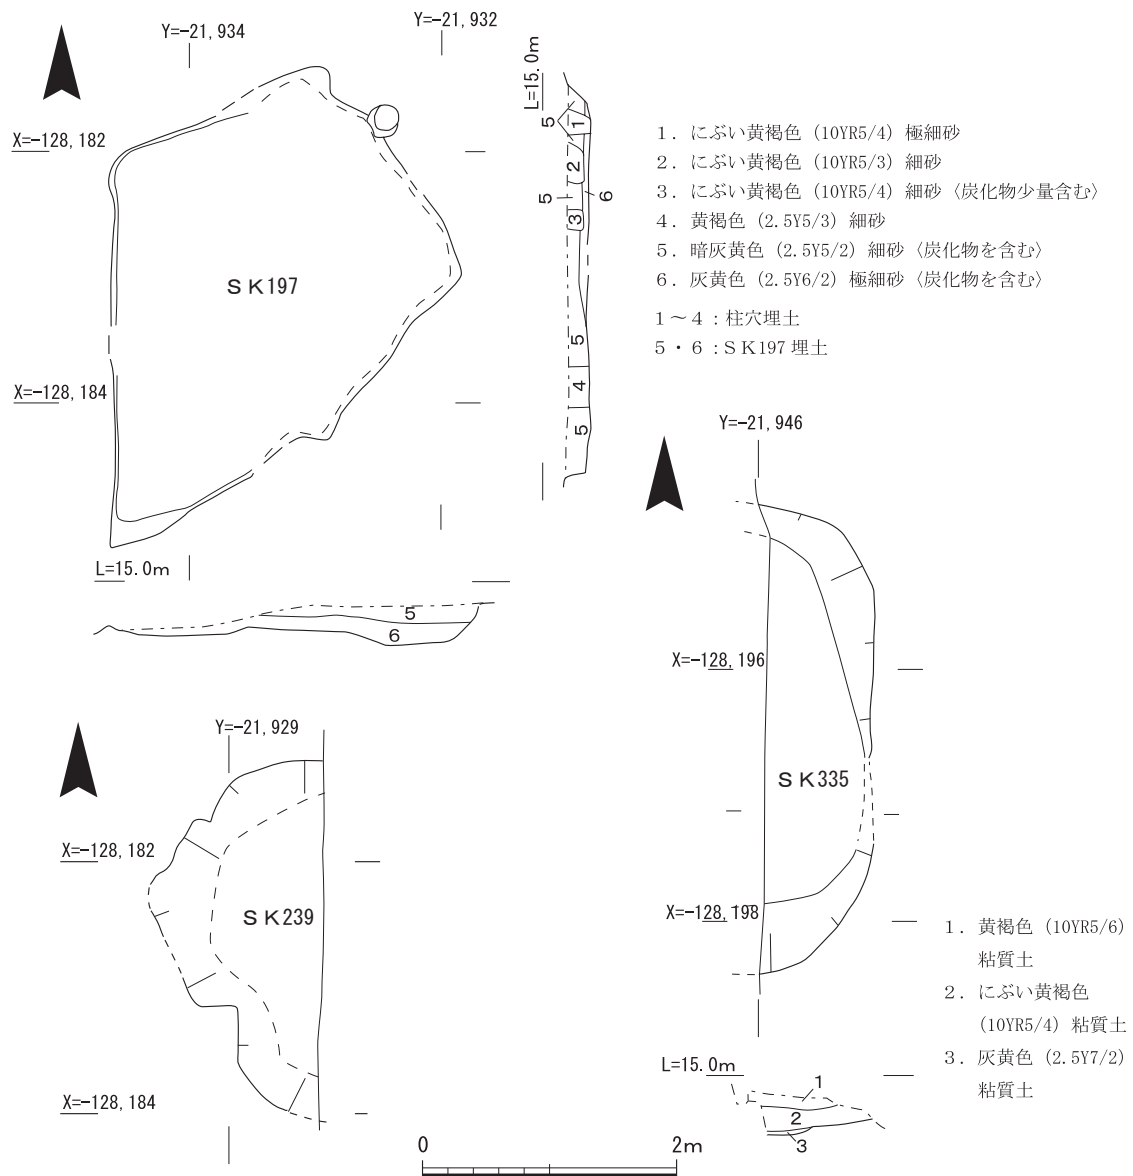 Y=-21,934
Y=-21,932
X=-128,182
L=15.0m
5
1
2
5
3
6
5
4
5
ＳＫ197
X=-128,184
L=15.0m
5
6
１．にぶい黄褐色（10YR5/4）極細砂
２．にぶい黄褐色（10YR5/3）細砂
３．にぶい黄褐色（10YR5/4）細砂〈炭化物少量含む〉
４．黄褐色（2.5Y5/3）細砂
５．暗灰黄色（2.5Y5/2）細砂〈炭化物を含む〉
６．灰黄色（2.5Y6/2）極細砂〈炭化物を含む〉
１～４：柱穴埋土
５・６：ＳＫ197 埋土
Y=-21,946
X=-128,196
ＳＫ335
X=-128,198
L=15.0m
1
2
3
１．黄褐色（10YR5/6）
粘質土
２．にぶい黄褐色
（10YR5/4）粘質土
３．灰黄色（2.5Y7/2）
粘質土
Y=-21,929
X=-128,182
ＳＫ239
X=-128,184
0
2m